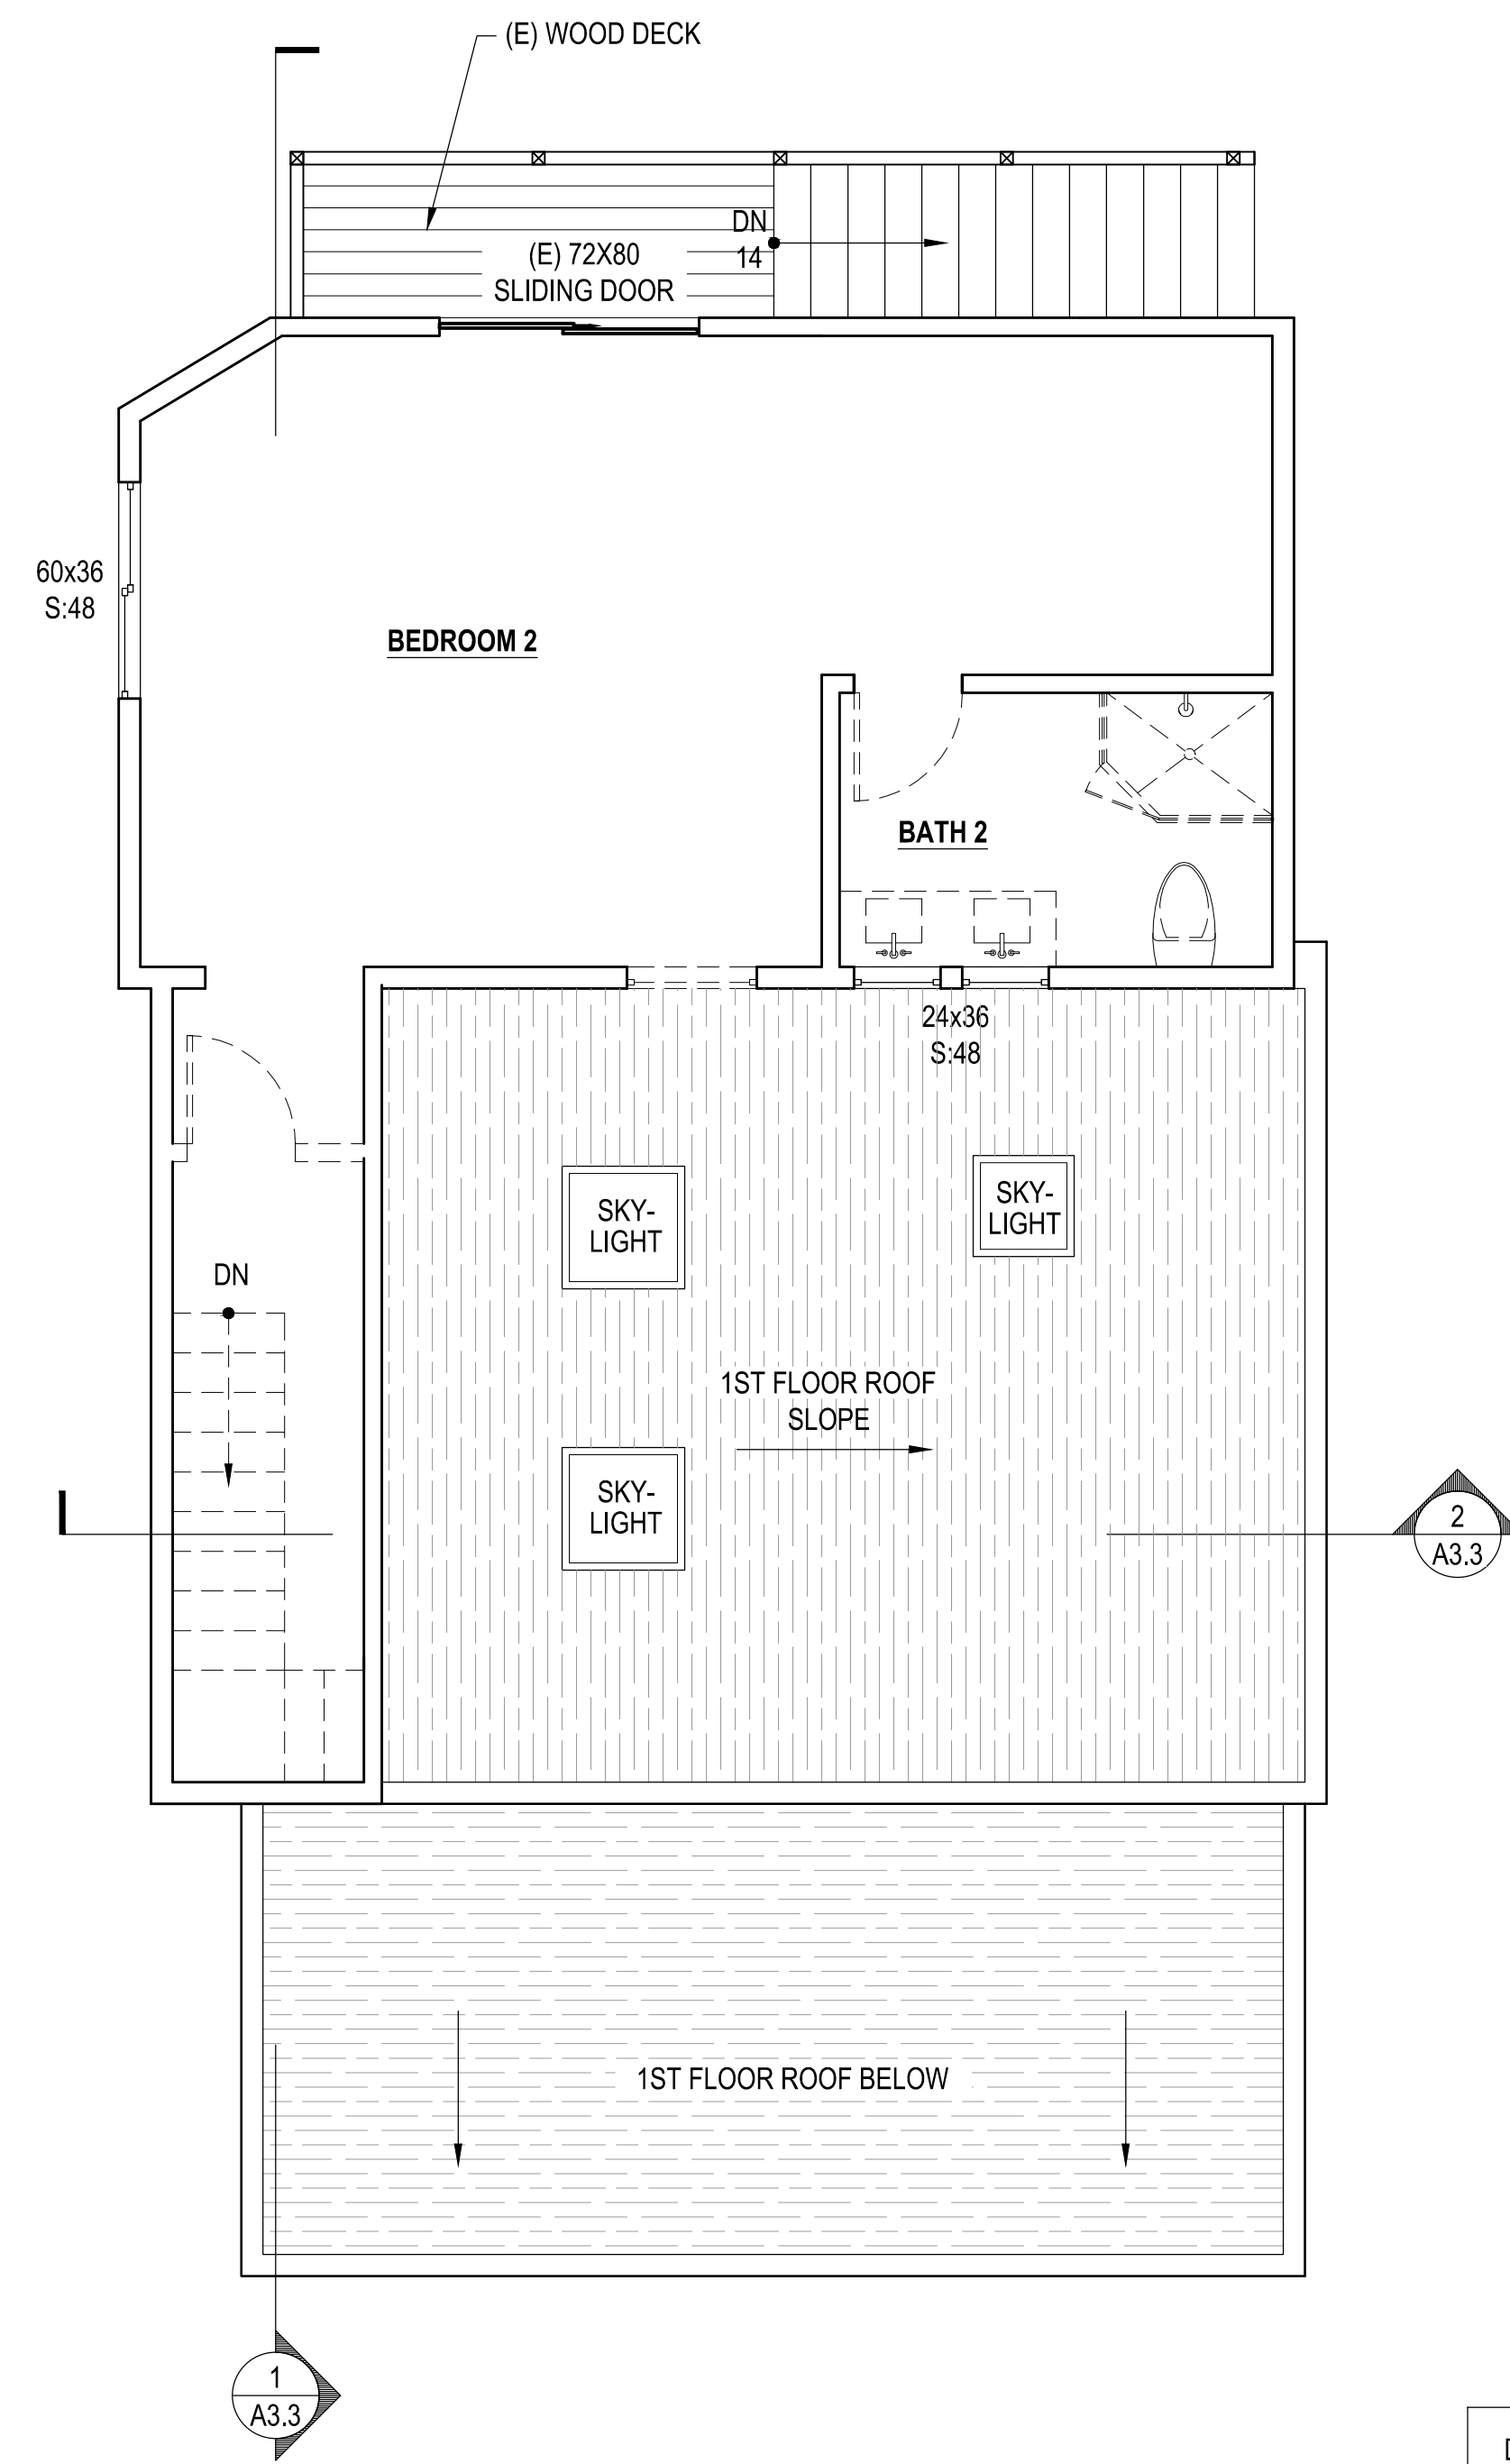 (E) WOOD DECK
DN
14
(E) 72X80
SLIDING DOOR
60x36
S:48
BEDROOM 2
BATH 2
24x36
S:48
SKY-
LIGHT
SKY-
LIGHT
DN
1ST FLOOR ROOF
SLOPE
SKY-
LIGHT
2
A3.3
1ST FLOOR ROOF BELOW
1
A3.3